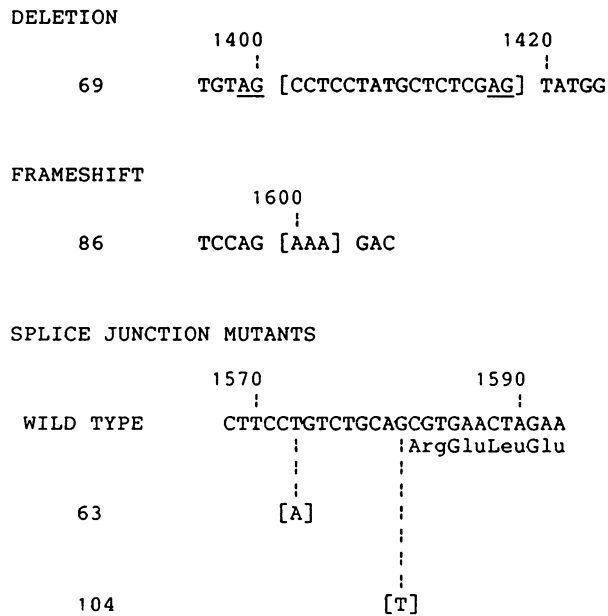 DELETION
1400 1420
69 TGTAG [CCTCCTATGCTCTCGAG] TATGG
FRAMESHIFT
1600
86 TCCAG [AAA] GAC
SPLICE JUNCTION MUTANTS
1570 1590
WILD TYPE CTTCCTGTCTGCAGCGTGAACTAGAA
ArgGluLeuGlu
63 [A]
104 [T]